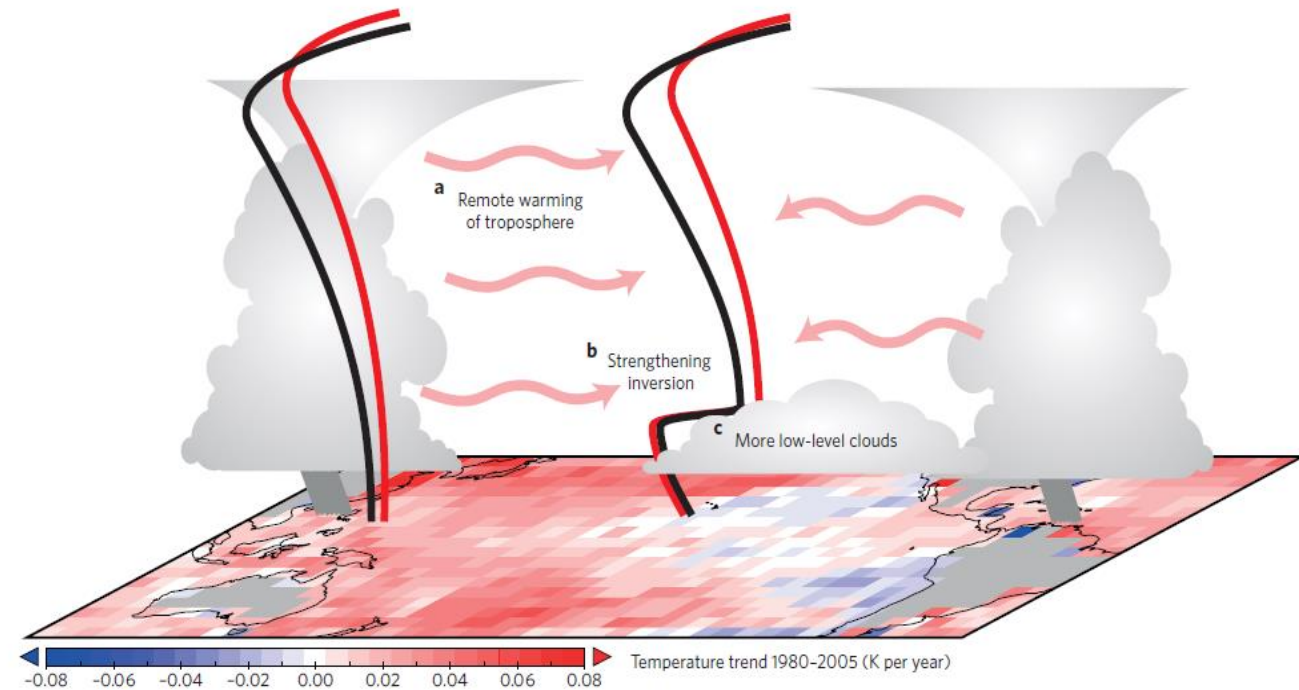 a
Remote warming
of troposphere
b
Strengthening
inversion
c
More low-level clouds
−0.08 −0.06 −0.04 −0.02 0.00 0.02 0.04 0.06 0.08
Temperature trend 1980–2005 (K per year)